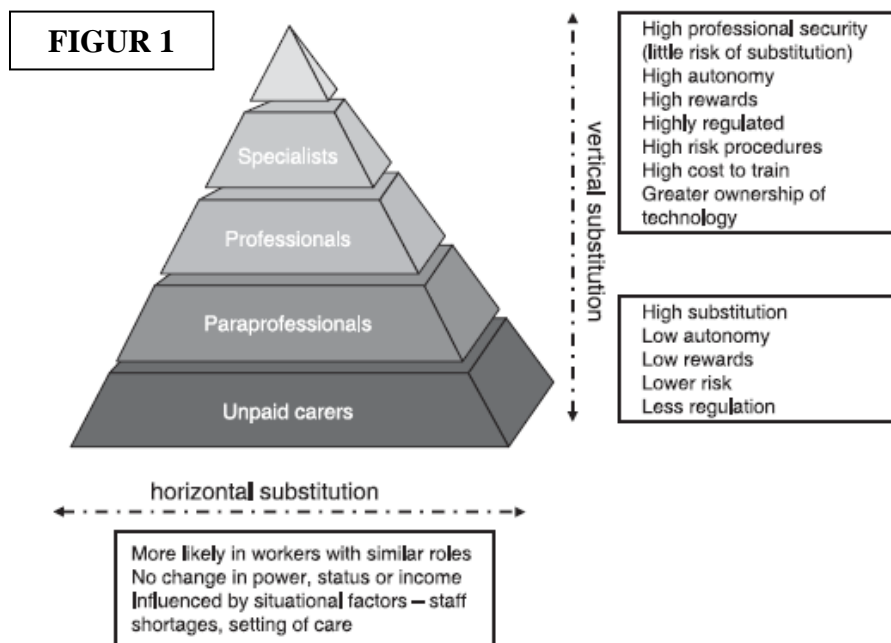 FIGUR 1
Specialists
Professionals
Paraprofessionals
Unpaid carers
vertical substitution
High professional security
(little risk of substitution)
High autonomy
High rewards
Highly regulated
High risk procedures
High cost to train
Greater ownership of
technology
High substitution
Low autonomy
Low rewards
Lower risk
Less regulation
horizontal substitution
More likely in workers with similar roles
No change in power, status or income
Influenced by situational factors – staff
shortages, setting of care